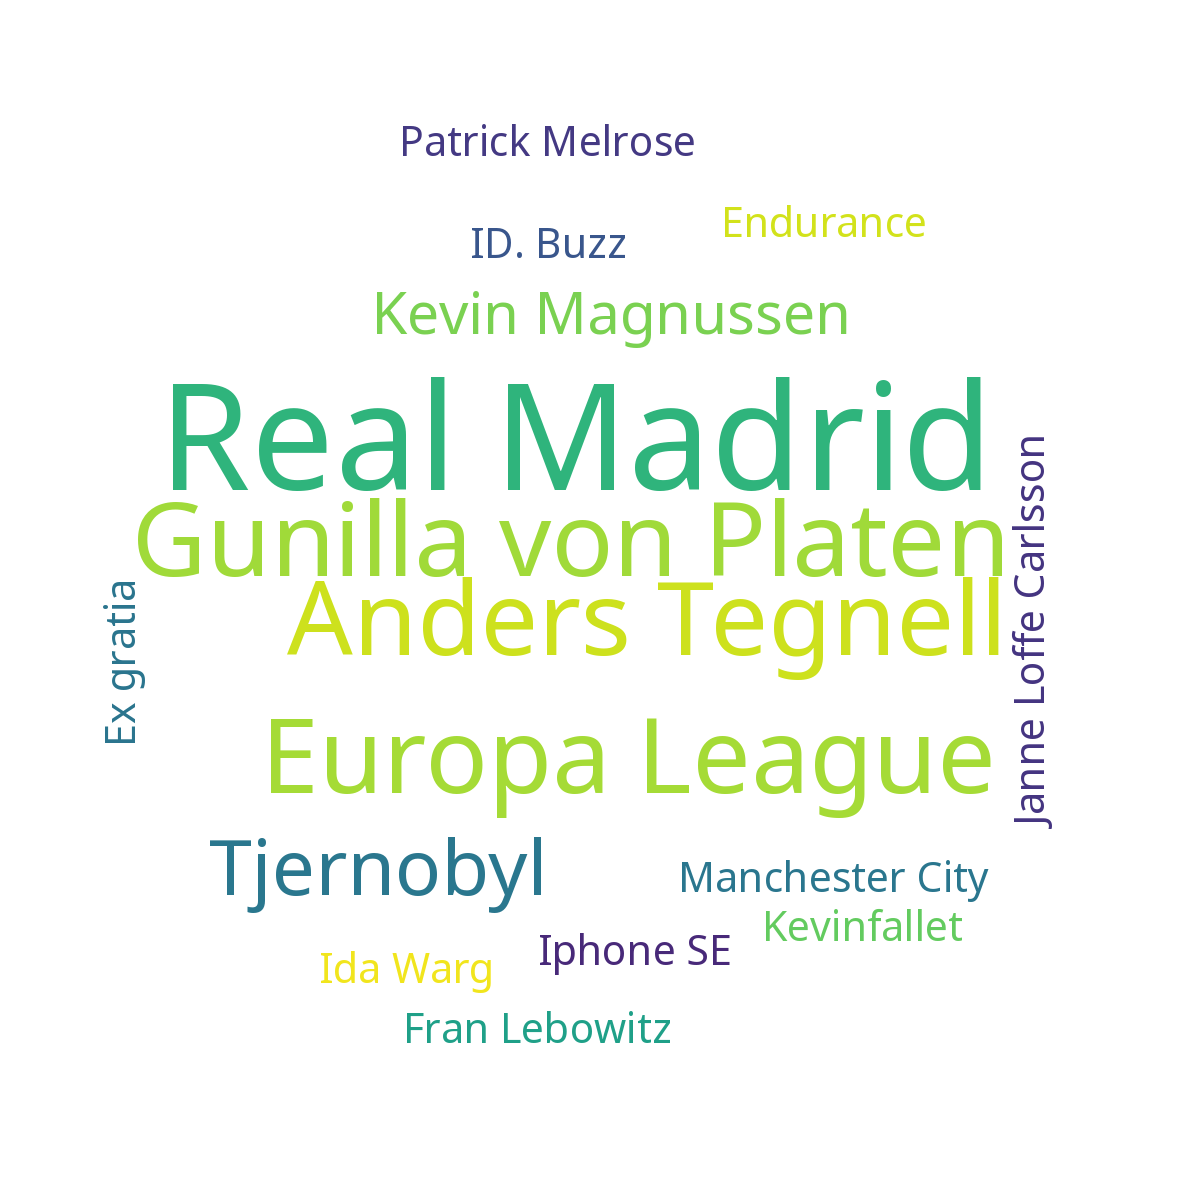 Patrick Melrose
Endurance
ID. Buzz
Kevin Magnussen
Real Madrid
Gunilla von Platen
Anders Tegnell
Janne Loffe Carlsson
Ex gratia
Europa League
Tjernobyl
Manchester City
Kevinfallet
Iphone SE
Ida Warg
Fran Lebowitz